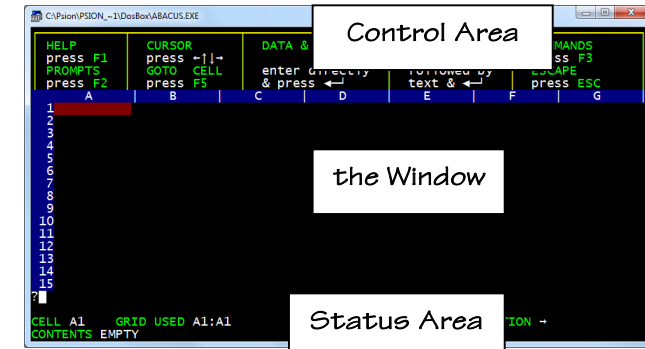 C:\Psion\PSION_~1\DosBox\ABACUS.EXE
Control Area
HELP CURSOR DATA &
press F1 press ←↑↓→ press F3
PROMPTS GOTO CELL enter directly followed by ESCAPE
press F2 press F5 & press ↵ text & ↵ press ESC
A B C D E F G
1
2
3
4
5
6
the Window
7
8
9
10
11
12
13
14
15
?
CELL A1 GRID USED A1:A1 →
Status Area
CONTENTS EMPTY